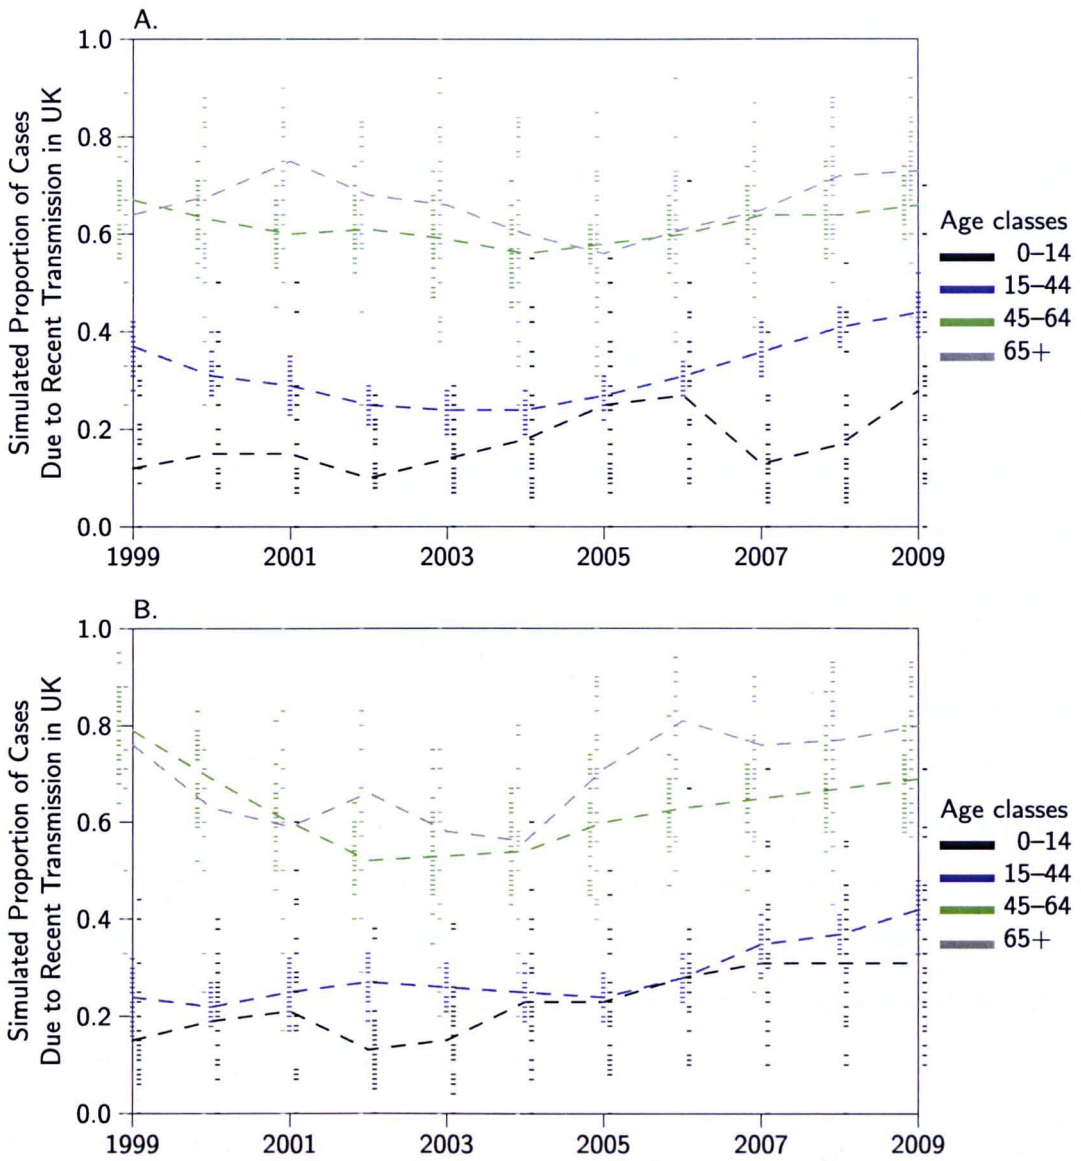 A.
Simulated Proportion of Cases
Due to Recent Transmission in UK
1.0
0.8
0.6
0.4
0.2
0.0
1999 2001 2003 2005 2007 2009
Age classes
0–14
15–44
45–64
65+
B.
Simulated Proportion of Cases
Due to Recent Transmission in UK
1.0
0.8
0.6
0.4
0.2
0.0
1999 2001 2003 2005 2007 2009
Age classes
0–14
15–44
45–64
65+